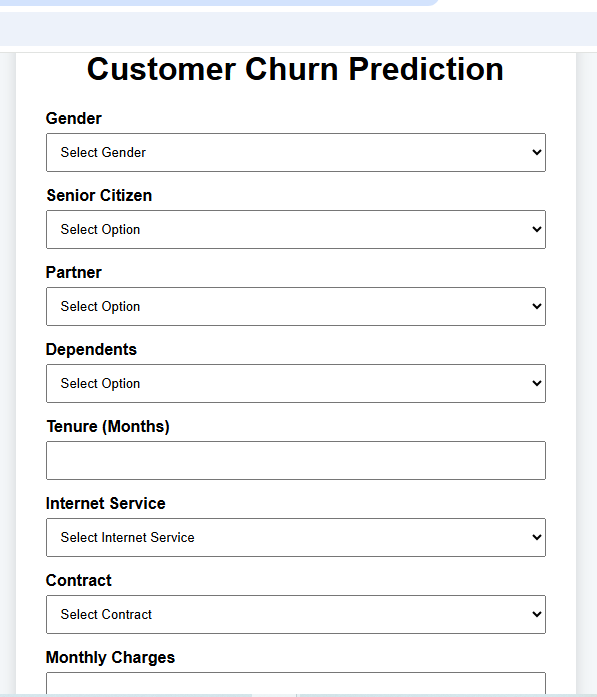 Customer Churn Prediction
Gender
Select Gender
Senior Citizen
Select Option
Partner
Select Option
Dependents
Select Option
Tenure (Months)
Internet Service
Select Internet Service
Contract
Select Contract
Monthly Charges